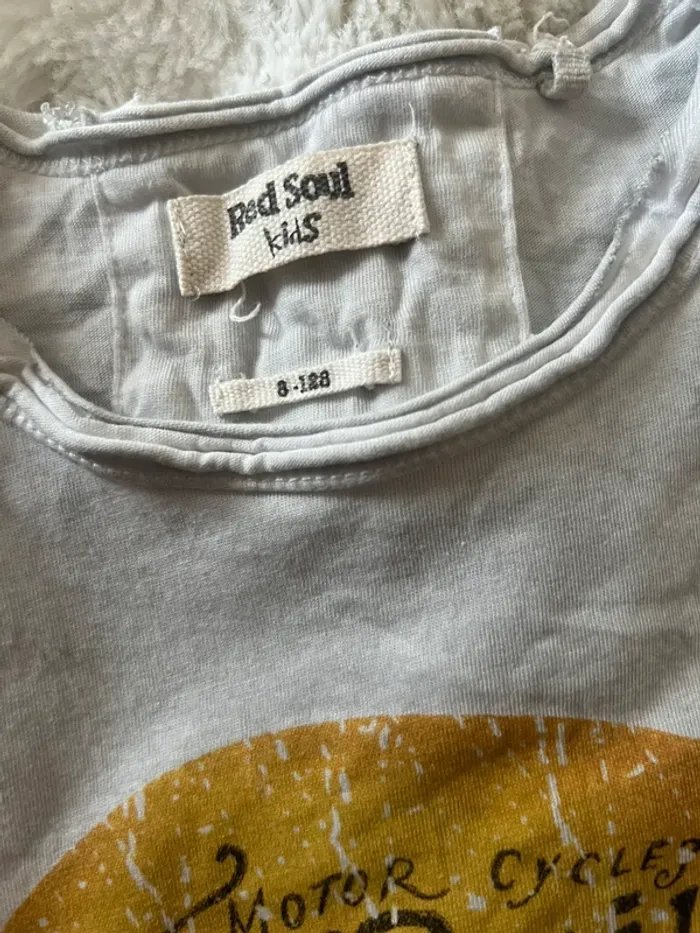 Red Soul
kids
8-128
MOTOR CYCLES